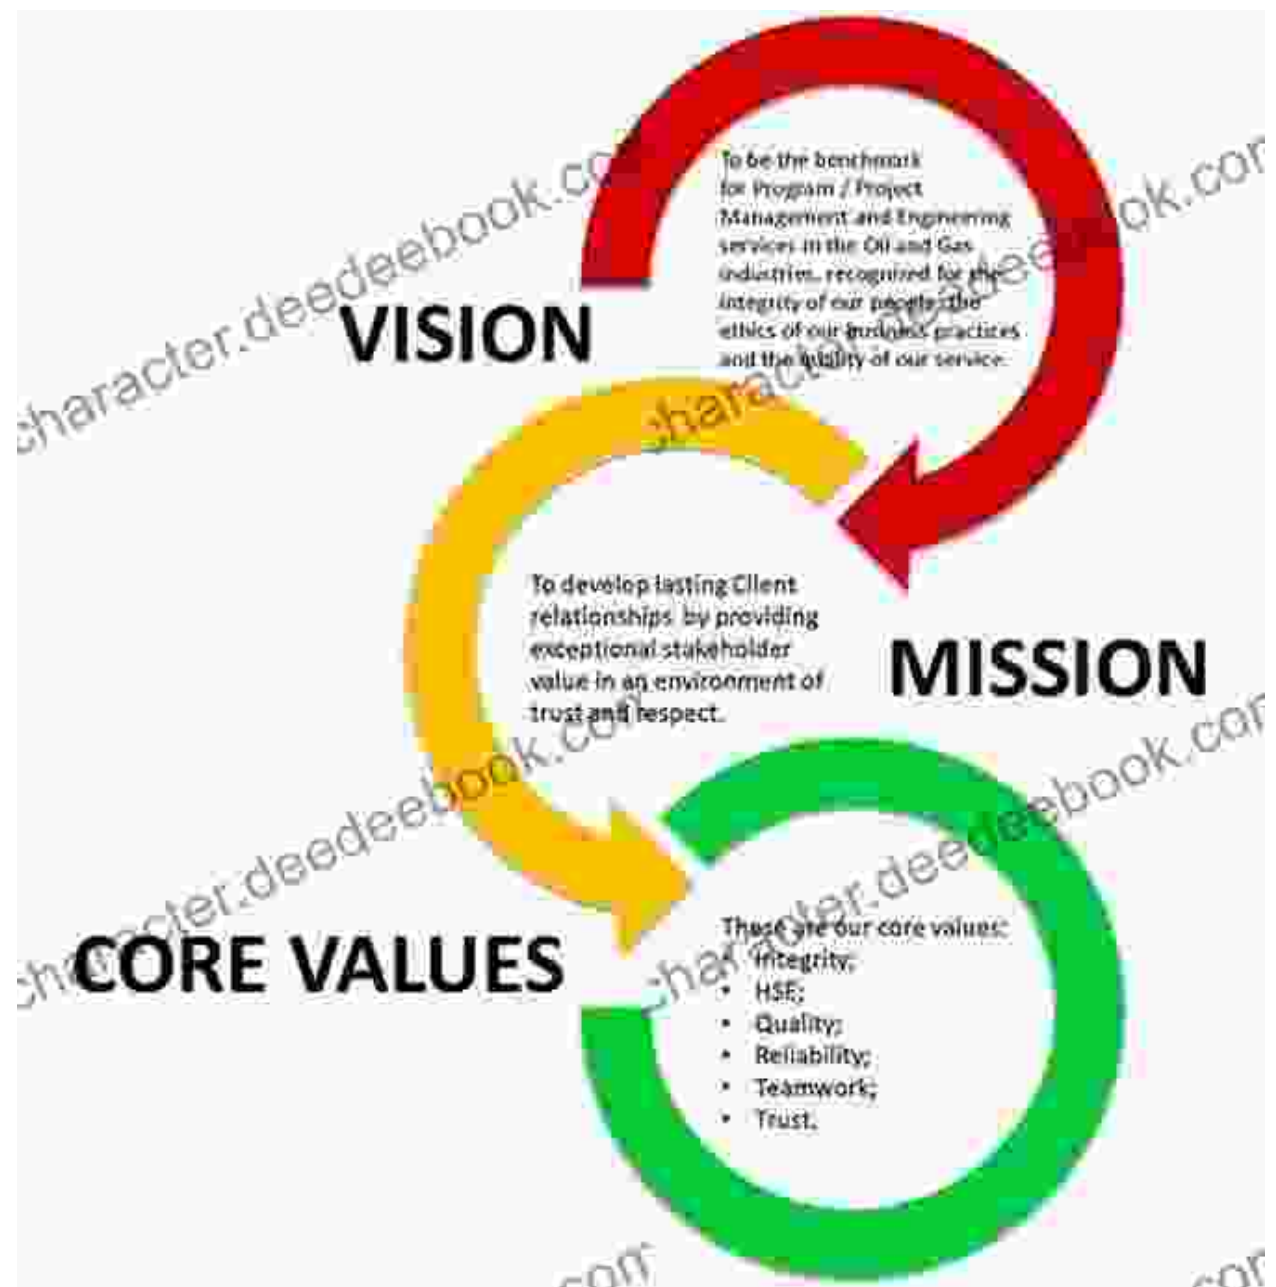 To be the benchmark
for Program / Project
Management and Engineering
services in the Oil and Gas
industries, recognized for the
integrity of our people, the
ethics of our business practices
and the quality of our service.
VISION
To develop lasting Client
relationships by providing
exceptional stakeholder
value in an environment of
trust and respect.
MISSION
These are our core values:
• Integrity;
• HSE;
• Quality;
• Reliability;
• Teamwork;
• Trust.
CORE VALUES
character.deedeebook.com
character.deedeebook.com
character.deedeebook.com
character.deedeebook.com